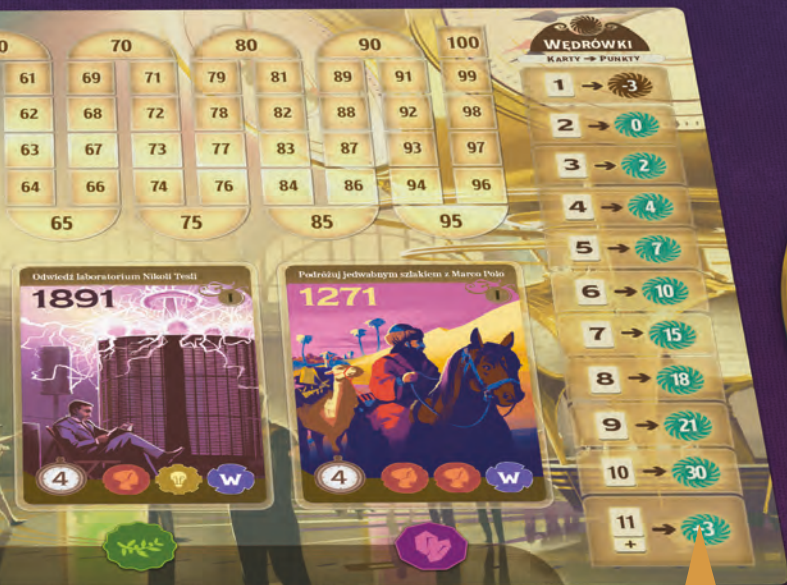 0 70 80 90 100
61 69 71 79 81 89 91 99
62 68 72 78 82 88 92 98
63 67 73 77 83 87 93 97
64 66 74 76 84 86 94 96
65 75 85 95
WĘDRÓWKI
KARTY → PUNKTY
1 → -3
2 → 0
3 → 2
4 → 4
5 → 7
6 → 10
7 → 15
8 → 18
9 → 21
10 → 30
11 + → +3
Odwiedź laboratorium Nikoli Tesli
1891 I
4 W
Podróżuj jedwabnym szlakiem z Marco Polo
1271 I
4 W